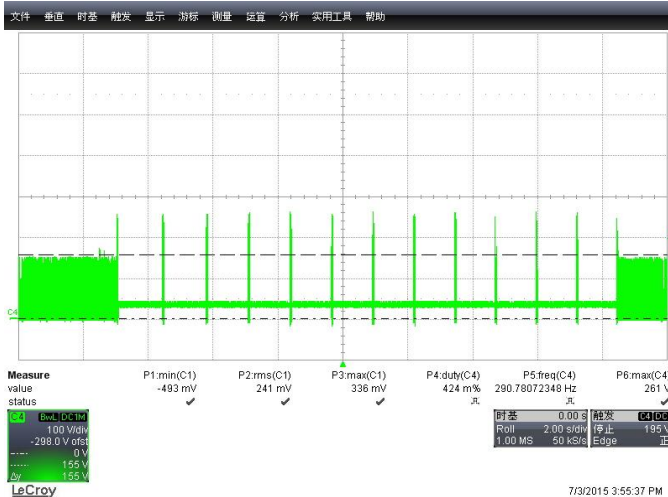 文件 垂直 时基 触发 显示 游标 测量 运算 分析 实用工具 帮助
C4
Measure P1:min(C1) P2:rms(C1) P3:max(C1) P4:duty(C4) P5:freq(C4) P6:max(C4
value -493 mV 241 mV 336 mV 424 m% 290.78072348 Hz 261 V
status
C4 BwL DC1M
100 V/div
-298.0 V ofst
0 V
155 V
Δy 155 V
时基 0.00 s
Roll 2.00 s/div
1.00 MS 50 kS/s
触发 C4 DC
停止 195 V
Edge 正
LeCroy
7/3/2015 3:55:37 PM